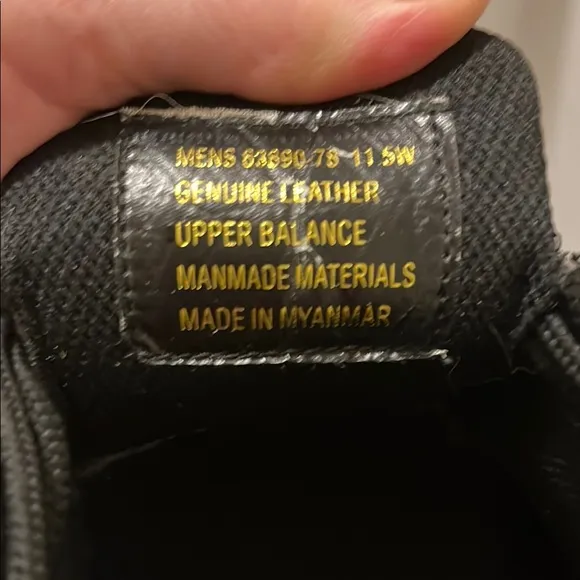 MENS 63690 78 11.5W
GENUINE LEATHER
UPPER BALANCE
MANMADE MATERIALS
MADE IN MYANMAR